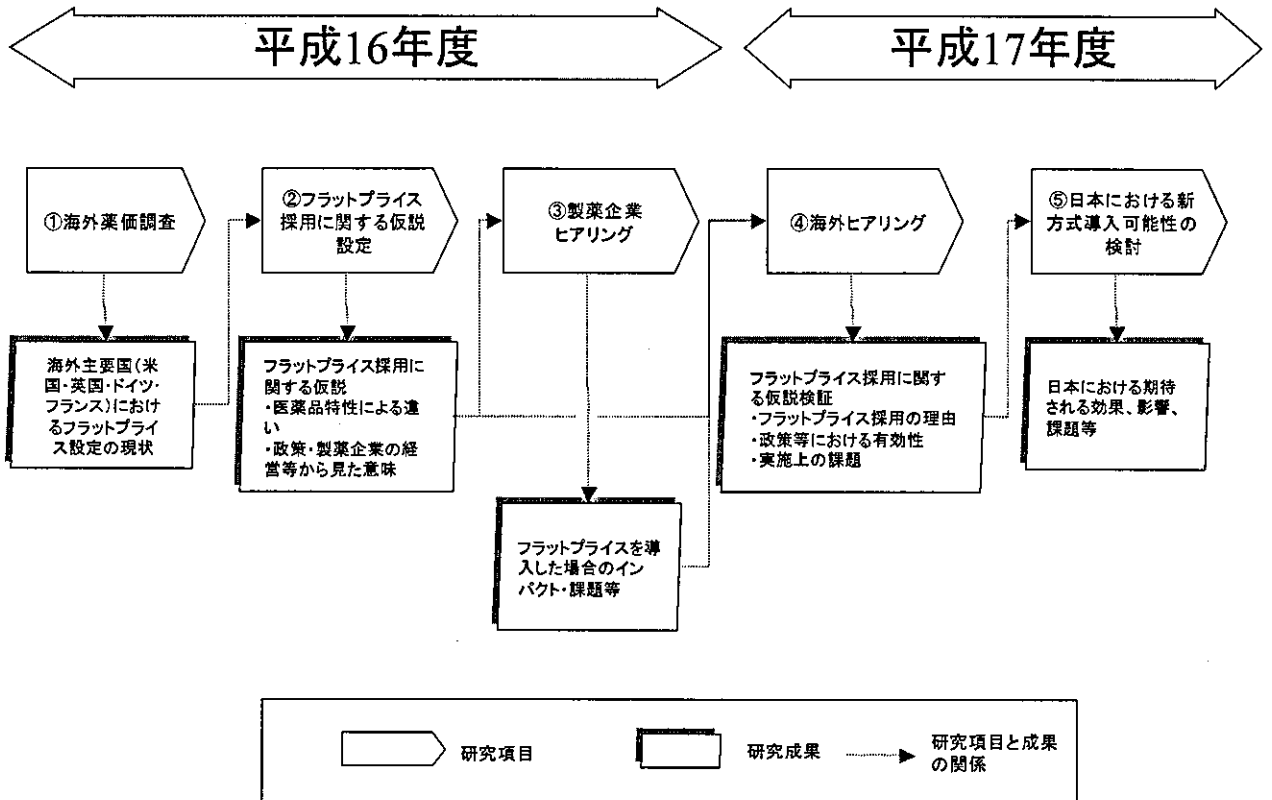 平成16年度
平成17年度
①海外薬価調査
②フラットプライス
採用に関する仮説
設定
③製薬企業
ヒアリング
④海外ヒアリング
⑤日本における新
方式導入可能性の
検討
海外主要国(米
国・英国・ドイツ・
フランス)におけ
るフラットプライ
ス設定の現状
フラットプライス採用に
関する仮説
・医薬品特性による違
い
・政策・製薬企業の経
営等から見た意味
フラットプライスを導
入した場合のイン
パクト・課題等
フラットプライス採用に関す
る仮説検証
・フラットプライス採用の理由
・政策等における有効性
・実施上の課題
日本における期待
される効果、影響、
課題等
研究項目
研究成果
研究項目と成果
の関係